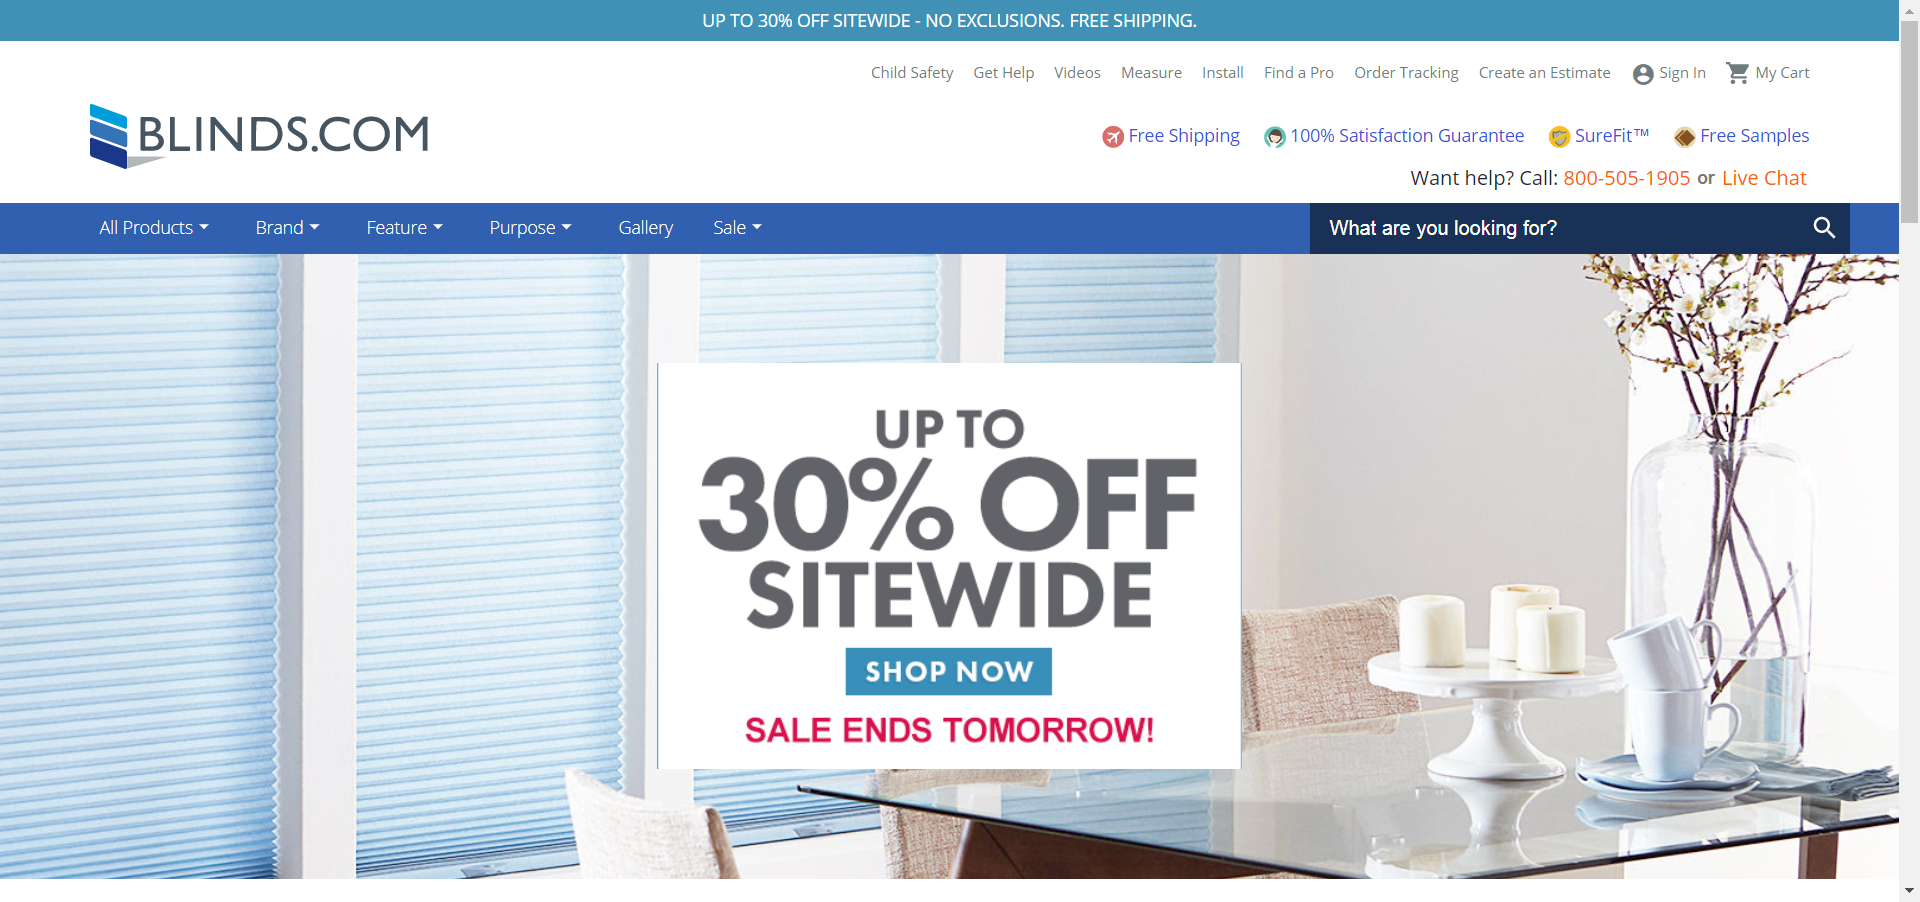 UP TO 30% OFF SITEWIDE - NO EXCLUSIONS. FREE SHIPPING.
Child Safety Get Help Videos Measure Install Find a Pro Order Tracking Create an Estimate Sign In My Cart
BLINDS.COM
Free Shipping 100% Satisfaction Guarantee SureFit™ Free Samples
Want help? Call: 800-505-1905 or Live Chat
All Products Brand Feature Purpose Gallery Sale What are you looking for?
UP TO
30% OFF
SITEWIDE
SHOP NOW
SALE ENDS TOMORROW!